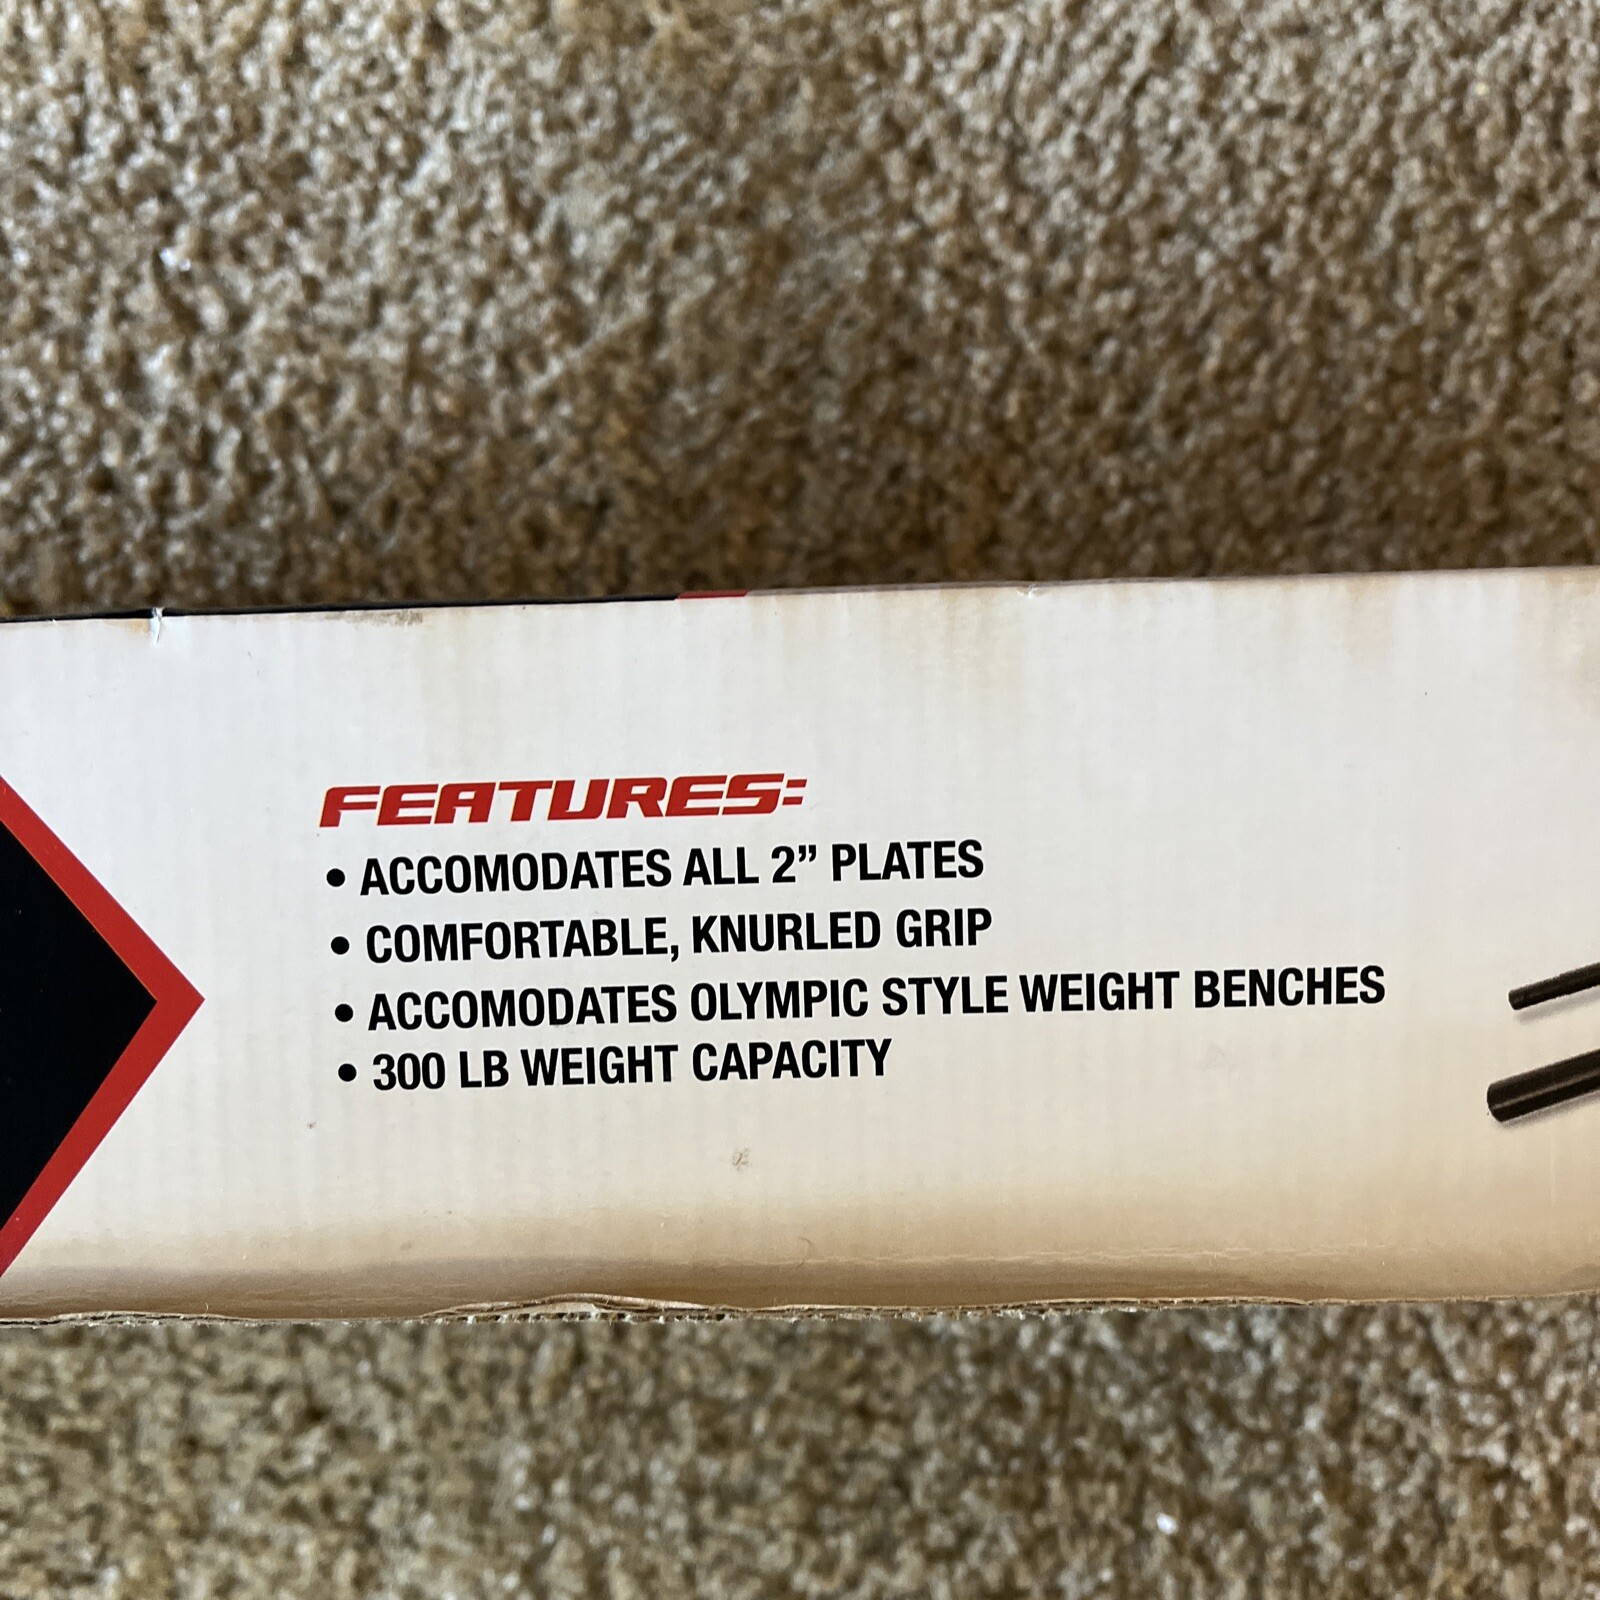 FEATURES:
• ACCOMODATES ALL 2” PLATES
• COMFORTABLE, KNURLED GRIP
• ACCOMODATES OLYMPIC STYLE WEIGHT BENCHES
• 300 LB WEIGHT CAPACITY